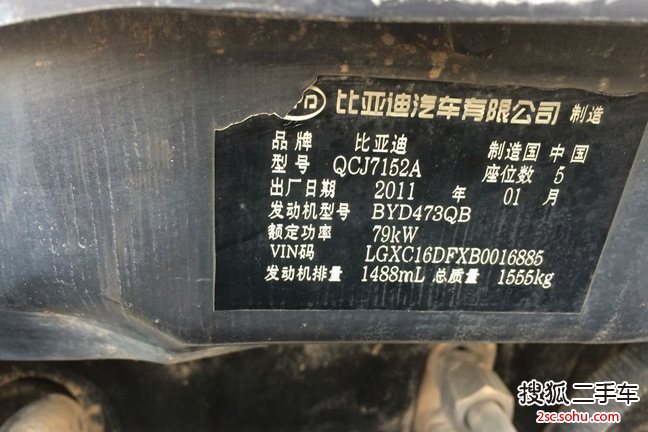 比亚迪汽车有限公司 制造
品牌 比亚迪 制造国 中国
型号 QCJ7152A 座位数 5
出厂日期 2011 年 01 月
发动机型号 BYD473QB
额定功率 79kW
VIN码 LGXC16DFXB0016885
发动机排量 1488mL 总质量 1555kg
搜狐二手车
2sc.sohu.com